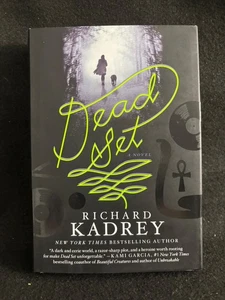 Dead
Set
A NOVEL
RICHARD
KADREY
NEW YORK TIMES BESTSELLING AUTHOR
"A dark and eerie world, a razor-sharp plot, and a heroine worth rooting
for make Dead Set unforgettable." —KAMI GARCIA, #1 New York Times
bestselling coauthor of Beautiful Creatures and author of Unbreakable